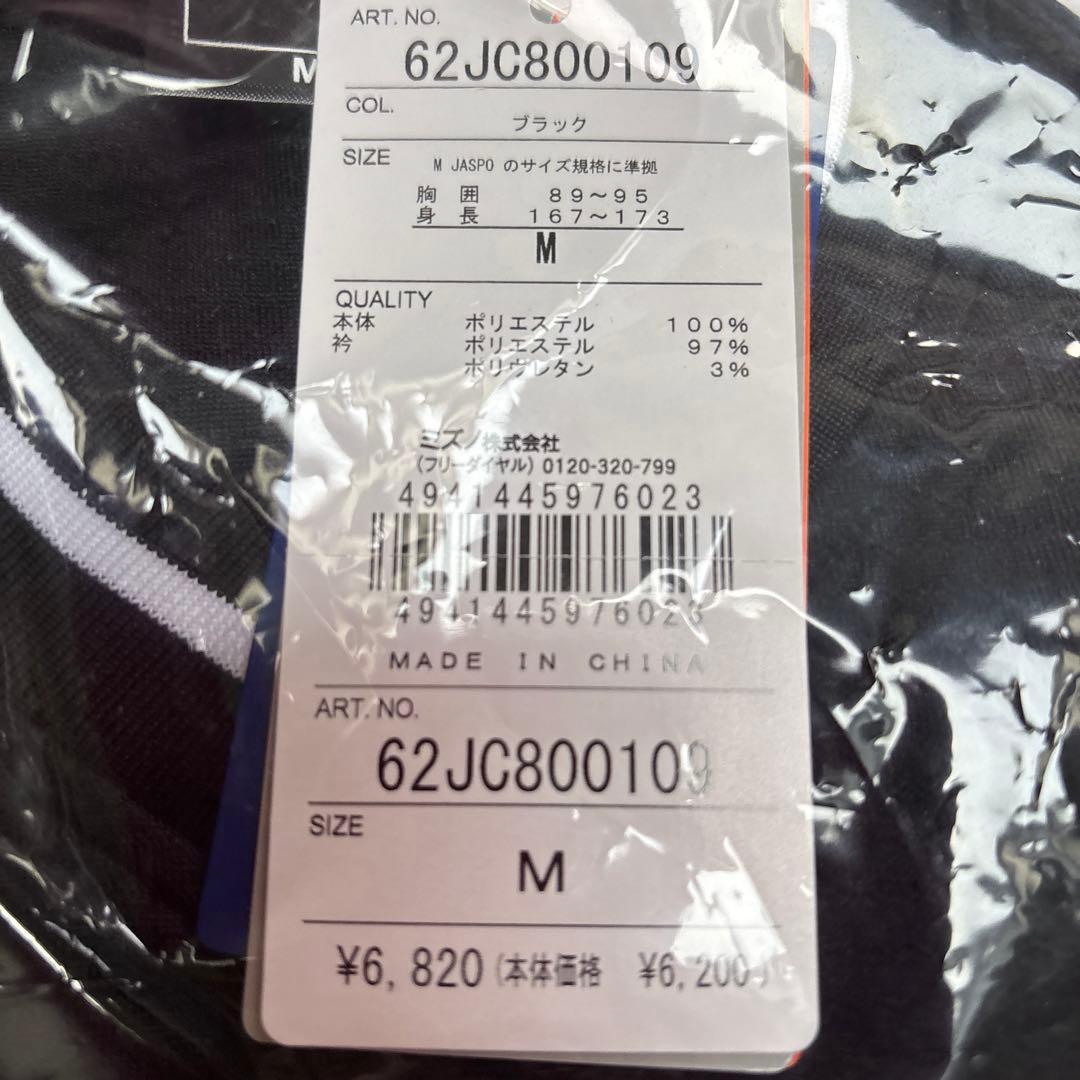 ART. NO.
62JC800109
M
COL.
ブラック
SIZE
M JASPO のサイズ規格に準拠
胸 囲 89～95
身 長 167～173
M
QUALITY
本体 ポリエステル 100%
衿 ポリエステル 97%
ポリウレタン 3%
ミズノ株式会社
(フリーダイヤル) 0120-320-799
4941445976023
4941445976023
MADE IN CHINA
ART. NO.
62JC800109
SIZE
M
¥6,820 (本体価格 ¥6,200)